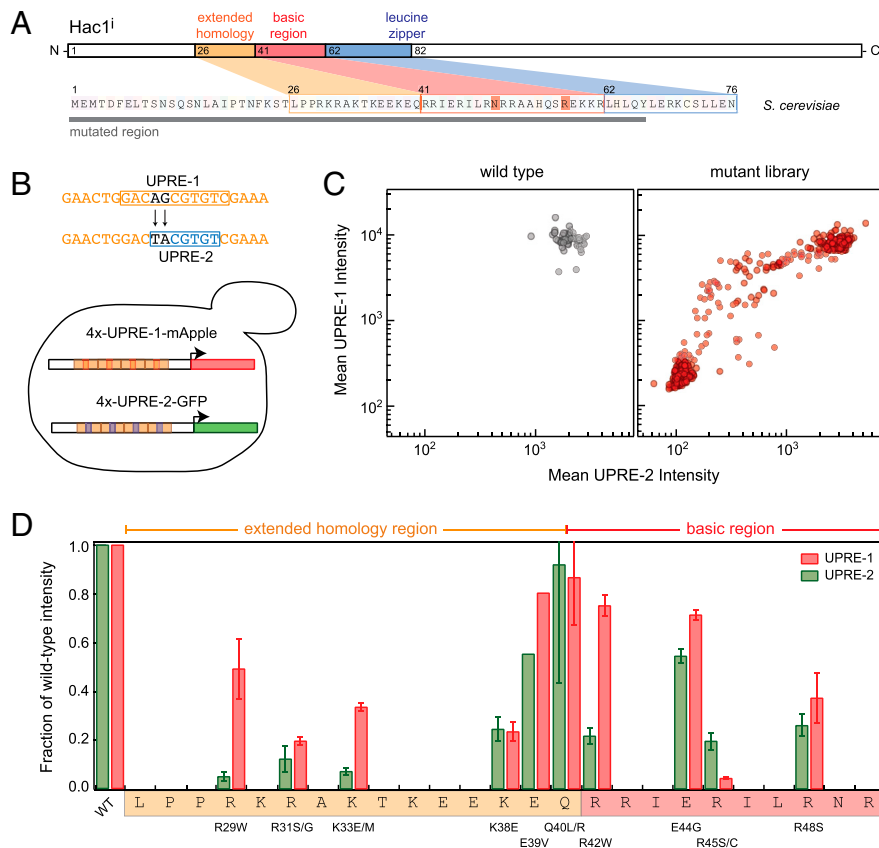 A
Hac1i
extended homology
basic region
leucine zipper
N
1
26
41
62
82
C
1
26
41
62
76
MEMTDFELTSNSQSNLAIPTNFKSTLPPRKRAKTKEEKEQRRIERILRNRRAAHQSREKKRLHLQYLERKCSLLEN
S. cerevisiae
mutated region
B
UPRE-1
GAACTGGACAGCGTGTCGAAA
GAACTGGACTACGTGTCGAAA
UPRE-2
4x-UPRE-1-mApple
4x-UPRE-2-GFP
C
wild type
mutant library
Mean UPRE-1 Intensity
104
103
102
102
103
102
103
Mean UPRE-2 Intensity
D
extended homology region
basic region
Fraction of wild-type intensity
1.0
0.8
0.6
0.4
0.2
0.0
UPRE-1
UPRE-2
WT
L P P R K R A K T K E E K E Q R R I E R I L R N R
R29W
R31S/G
K33E/M
K38E
E39V
Q40L/R
R42W
E44G
R45S/C
R48S